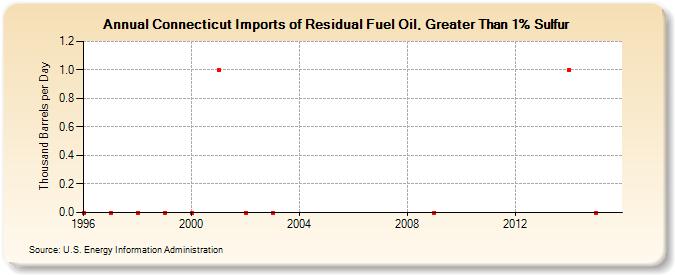 Annual Connecticut Imports of Residual Fuel Oil, Greater Than 1% Sulfur
Thousand Barrels per Day
1.2
1.0
0.8
0.6
0.4
0.2
0.0
1996 2000 2004 2008 2012
Source: U.S. Energy Information Administration